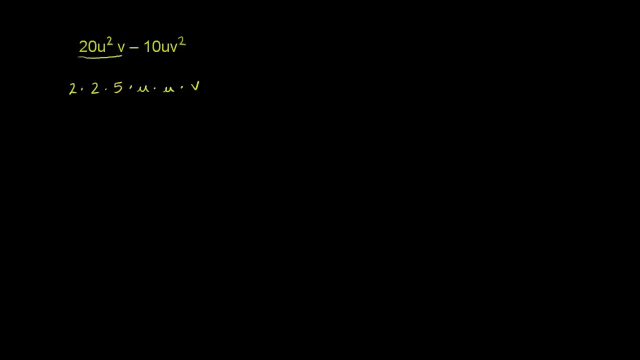 20u² v – 10uv²
2 · 2 · 5 · u · u · v